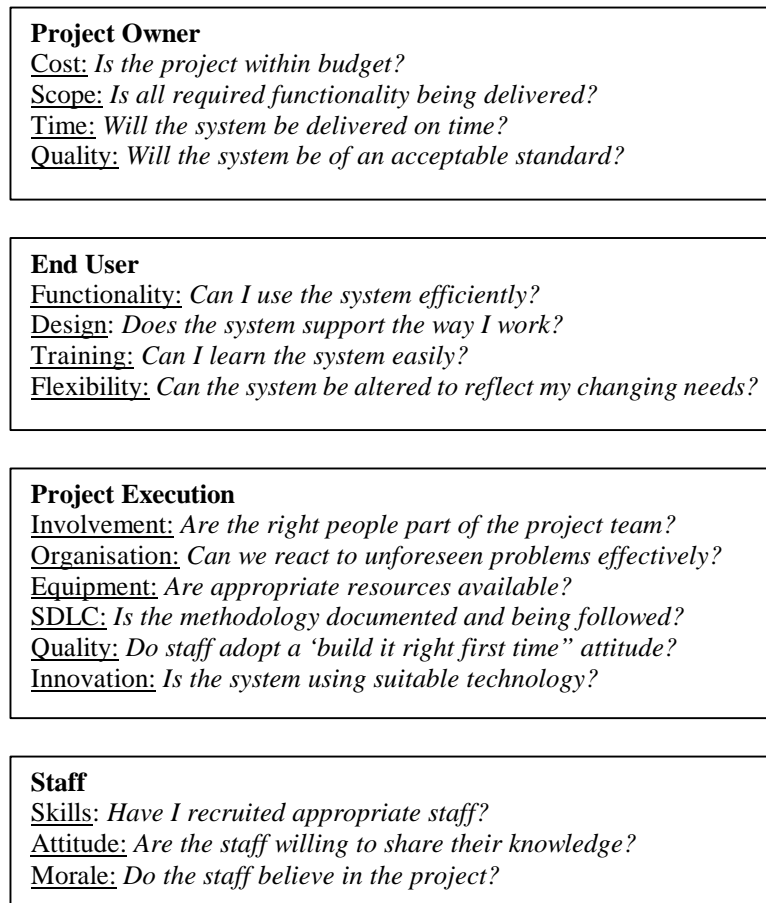 Project Owner
Cost: Is the project within budget?
Scope: Is all required functionality being delivered?
Time: Will the system be delivered on time?
Quality: Will the system be of an acceptable standard?
End User
Functionality: Can I use the system efficiently?
Design: Does the system support the way I work?
Training: Can I learn the system easily?
Flexibility: Can the system be altered to reflect my changing needs?
Project Execution
Involvement: Are the right people part of the project team?
Organisation: Can we react to unforeseen problems effectively?
Equipment: Are appropriate resources available?
SDLC: Is the methodology documented and being followed?
Quality: Do staff adopt a ‘build it right first time” attitude?
Innovation: Is the system using suitable technology?
Staff
Skills: Have I recruited appropriate staff?
Attitude: Are the staff willing to share their knowledge?
Morale: Do the staff believe in the project?